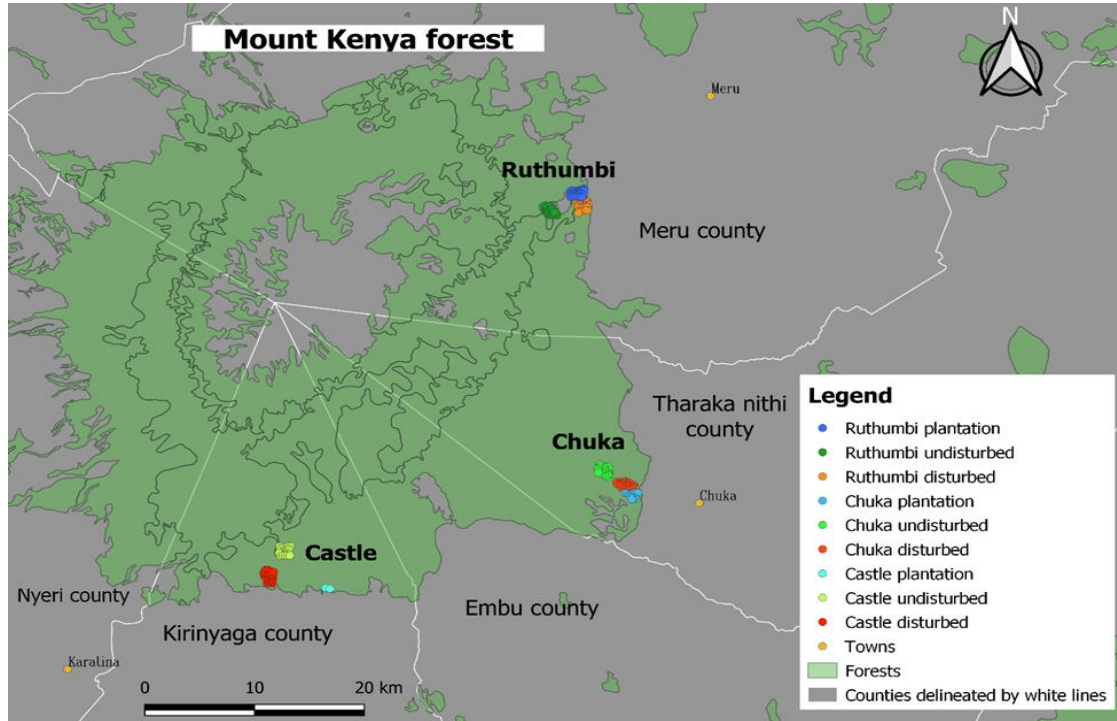 Mount Kenya forest
N
Meru
Ruthumbi
Meru county
Tharaka nithi
county
Chuka
Chuka
Castle
Nyeri county
Embu county
Kirinyaga county
Karatina
0 10 20 km
Legend
Ruthumbi plantation
Ruthumbi undisturbed
Ruthumbi disturbed
Chuka plantation
Chuka undisturbed
Chuka disturbed
Castle plantation
Castle undisturbed
Castle disturbed
Towns
Forests
Counties delineated by white lines